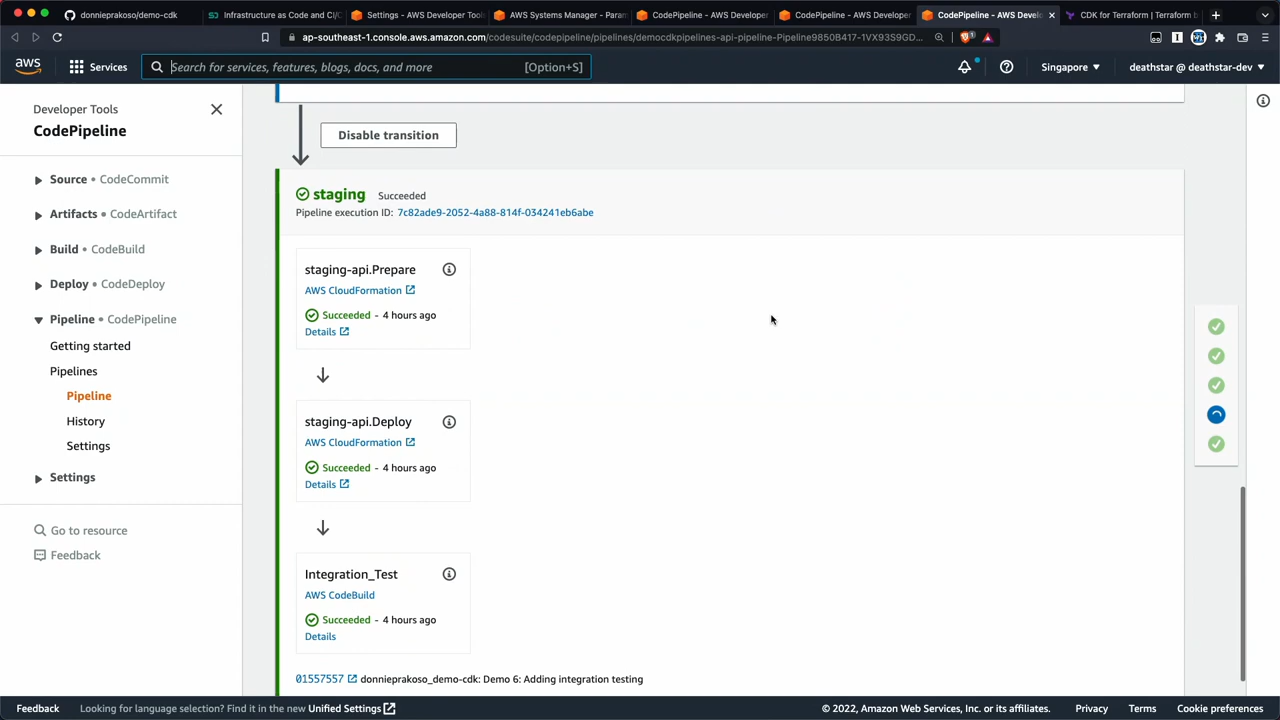 donnieprakoso/demo-cdk
Infrastructure as Code and CI/C
Settings - AWS Developer Tools
AWS Systems Manager - Param
CodePipeline - AWS Developer
CodePipeline - AWS Develope
CodePipeline - AWS Develo
CDK for Terraform | Terraform b
ap-southeast-1.console.aws.amazon.com/codesuite/codepipeline/pipelines/democdkpipelines-api-pipeline-Pipeline9850B417-1VX93S9GD...
aws
Services
Search for services, features, blogs, docs, and more
[Option+S]
Singapore
deathstar @ deathstar-dev
Developer Tools
CodePipeline
Source • CodeCommit
Artifacts • CodeArtifact
Build • CodeBuild
Deploy • CodeDeploy
Pipeline • CodePipeline
Getting started
Pipelines
Pipeline
History
Settings
Settings
Go to resource
Feedback
Disable transition
staging Succeeded
Pipeline execution ID: 7c82ade9-2052-4a88-814f-034241eb6abe
staging-api.Prepare
AWS CloudFormation
Succeeded - 4 hours ago
Details
staging-api.Deploy
AWS CloudFormation
Succeeded - 4 hours ago
Details
Integration_Test
AWS CodeBuild
Succeeded - 4 hours ago
Details
01557557 donnieprakoso_demo-cdk: Demo 6: Adding integration testing
Feedback
Looking for language selection? Find it in the new Unified Settings
© 2022, Amazon Web Services, Inc. or its affiliates.
Privacy
Terms
Cookie preferences